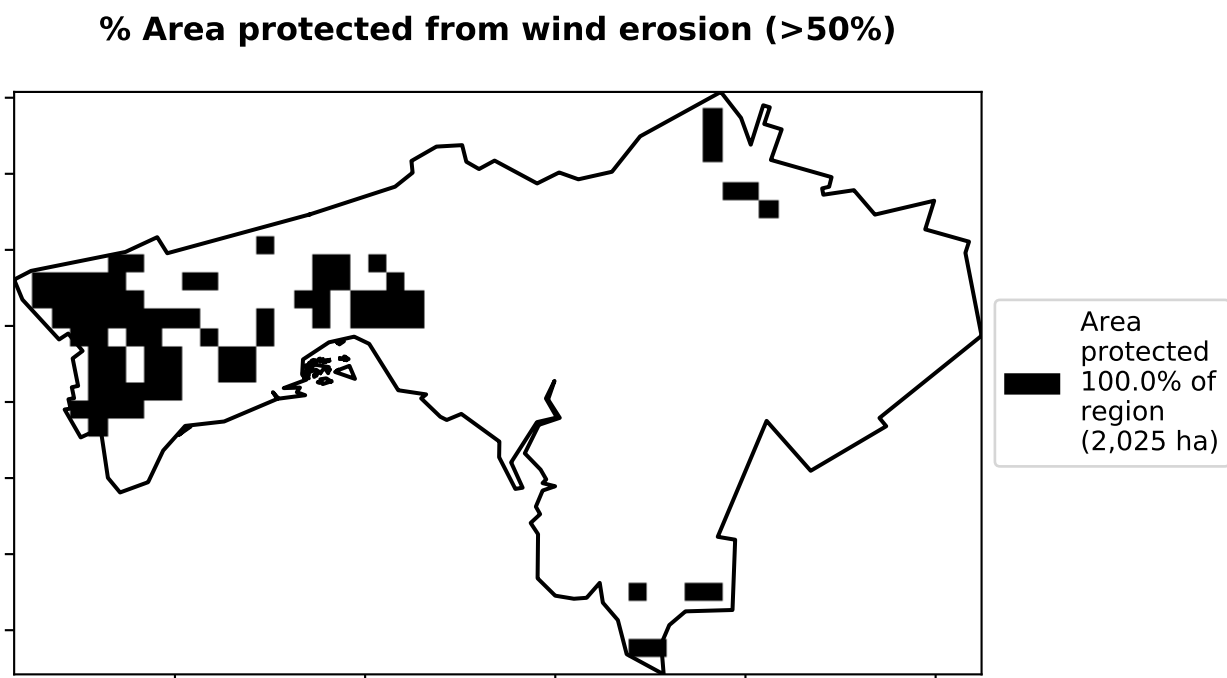 % Area protected from wind erosion (>50%)
Area
protected
100.0% of
region
(2,025 ha)